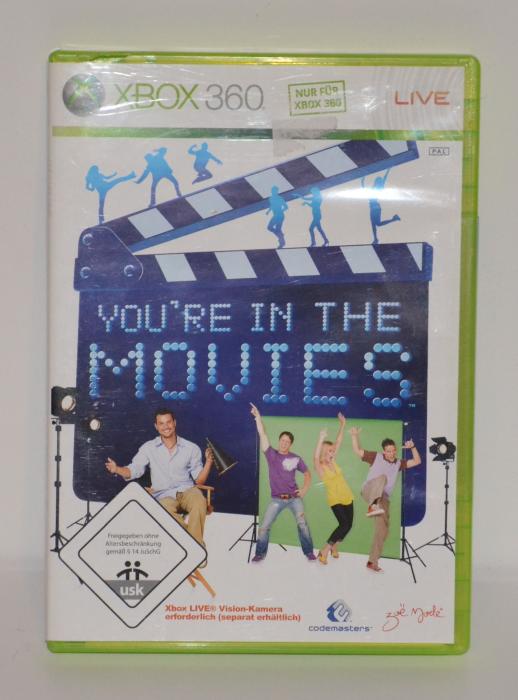 XBOX 360
NUR FÜR
XBOX 360
LIVE
PAL
YOU'RE IN THE
MOVIES™
Freigegeben ohne
Altersbeschränkung
gemäß § 14 JuSchG
usk
Xbox LIVE® Vision-Kamera
erforderlich (separat erhältlich)
codemasters
zoë mode